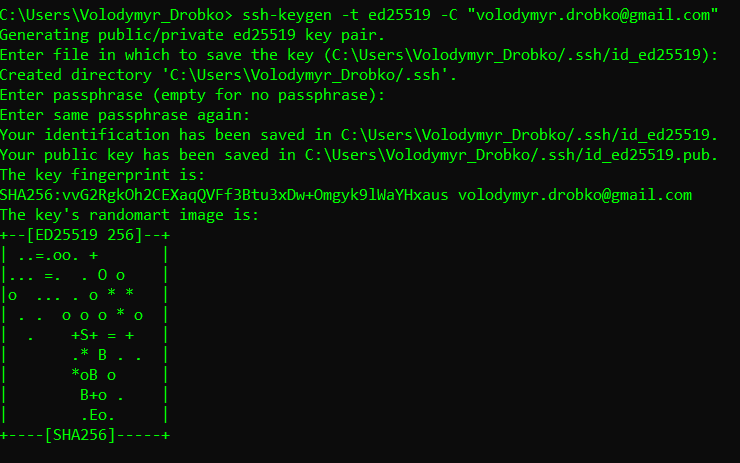 C:\Users\Volodymyr_Drobko> ssh-keygen -t ed25519 -C "volodymyr.drobko@gmail.com"
Generating public/private ed25519 key pair.
Enter file in which to save the key (C:\Users\Volodymyr_Drobko/.ssh/id_ed25519):
Created directory 'C:\Users\Volodymyr_Drobko/.ssh'.
Enter passphrase (empty for no passphrase):
Enter same passphrase again:
Your identification has been saved in C:\Users\Volodymyr_Drobko/.ssh/id_ed25519.
Your public key has been saved in C:\Users\Volodymyr_Drobko/.ssh/id_ed25519.pub.
The key fingerprint is:
SHA256:vvG2RgkOh2CEXaqQVFf3Btu3xDw+Omgyk9lWaYHxaus volodymyr.drobko@gmail.com
The key's randomart image is:
+--[ED25519 256]--+
| ..=.oo. +       |
|... =.  . O o    |
|o  ... . o * *   |
| . .  o o o * o  |
|  .    +S+ = +   |
|       .* B . .  |
|       *oB o     |
|        B+o .    |
|        .Eo.     |
+----[SHA256]-----+